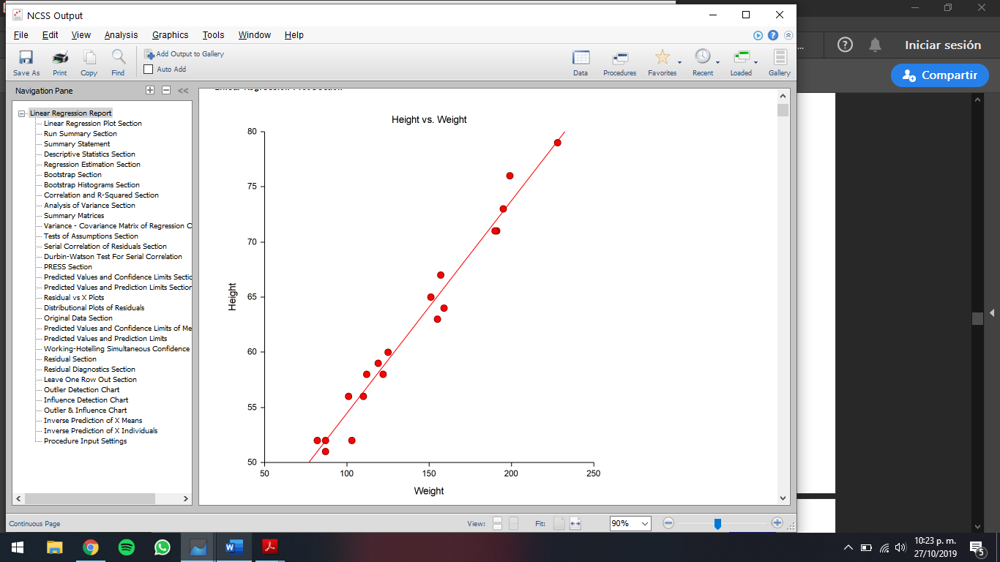 NCSS Output
File Edit View Analysis Graphics Tools Window Help
Save As Print Copy Find
Add Output to Gallery
Auto Add
Data Procedures Favorites Recent Loaded Gallery
... Iniciar sesión
Compartir
Navigation Pane
Linear Regression Report
Linear Regression Plot Section
Run Summary Section
Summary Statement
Descriptive Statistics Section
Regression Estimation Section
Bootstrap Section
Bootstrap Histograms Section
Correlation and R-Squared Section
Analysis of Variance Section
Summary Matrices
Variance - Covariance Matrix of Regression C
Tests of Assumptions Section
Serial Correlation of Residuals Section
Durbin-Watson Test For Serial Correlation
PRESS Section
Predicted Values and Confidence Limits Sectio
Predicted Values and Prediction Limits Section
Residual vs X Plots
Distributional Plots of Residuals
Original Data Section
Predicted Values and Confidence Limits of Me
Predicted Values and Prediction Limits
Working-Hotelling Simultaneous Confidence
Residual Section
Residual Diagnostics Section
Leave One Row Out Section
Outlier Detection Chart
Influence Detection Chart
Outlier & Influence Chart
Inverse Prediction of X Means
Inverse Prediction of X Individuals
Procedure Input Settings
Height vs. Weight
80
75
70
65
60
55
50
Height
50 100 150 200 250
Weight
Continuous Page
View: Fit: 90%
10:23 p. m.
27/10/2019
5